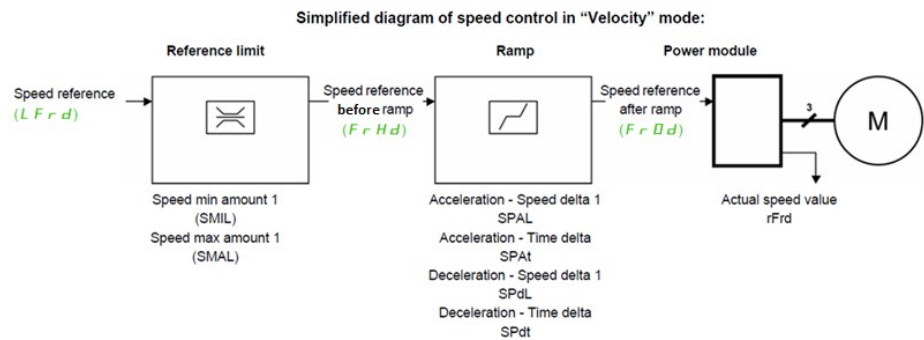 Simplified diagram of speed control in “Velocity” mode:
Reference limit
Ramp
Power module
Speed reference
(LFrd)
Speed reference
before ramp
(FrHd)
Speed reference
after ramp
(FrOd)
3
M
Speed min amount 1
(SMIL)
Speed max amount 1
(SMAL)
Acceleration - Speed delta 1
SPAL
Acceleration - Time delta
SPAt
Deceleration - Speed delta 1
SPdL
Deceleration - Time delta
SPdt
Actual speed value
rFrd